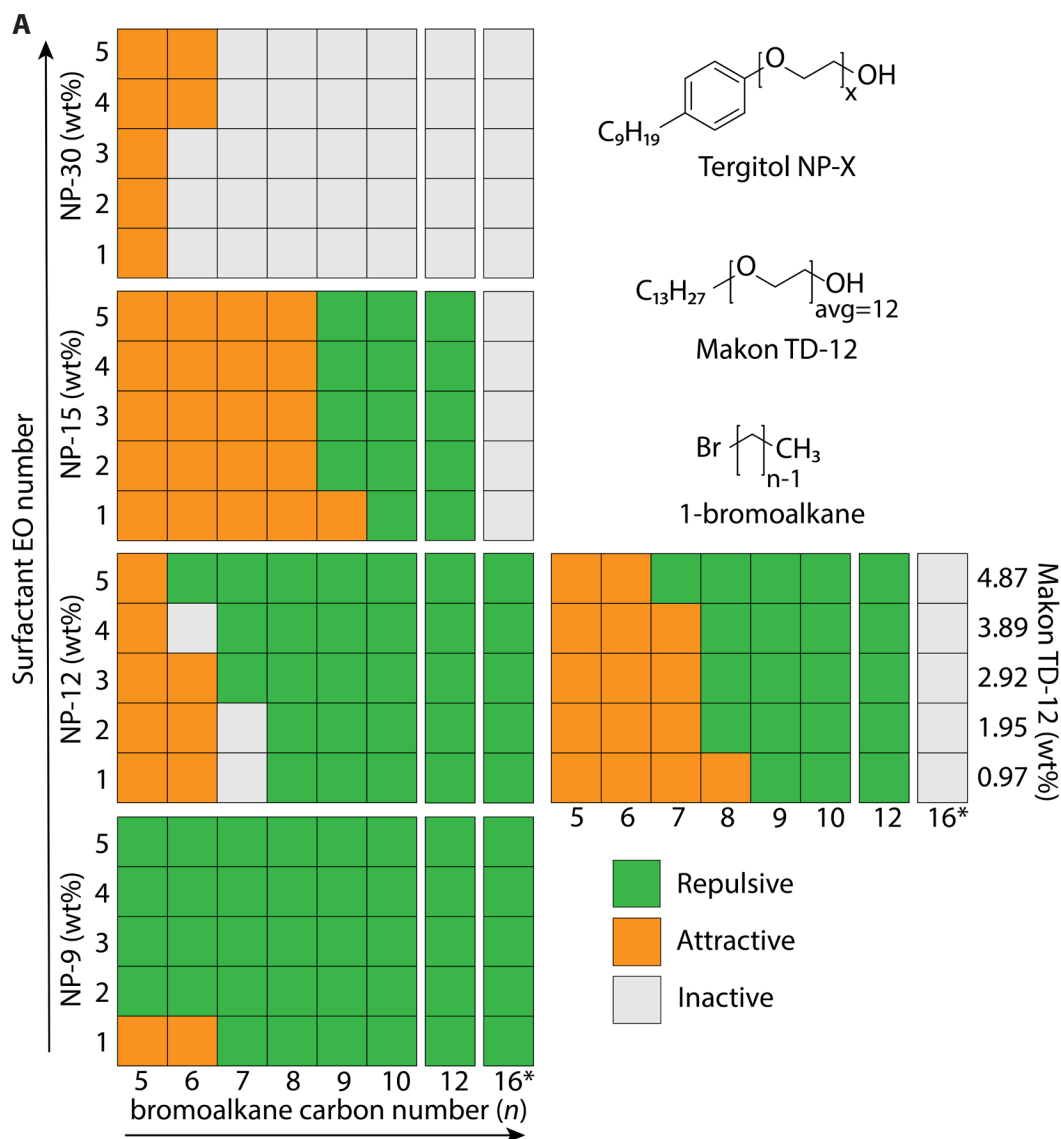 A
Surfactant EO number
NP-30 (wt%)
5
4
3
2
1
NP-15 (wt%)
5
4
3
2
1
NP-12 (wt%)
5
4
3
2
1
NP-9 (wt%)
5
4
3
2
1
5 6 7 8 9 10 12 16*
bromoalkane carbon number (n)
O
[ ]x OH
C9H19
Tergitol NP-X
C13H27 [ O ] OH
avg=12
Makon TD-12
Br [ ] CH3
n-1
1-bromoalkane
4.87
3.89
2.92
1.95
0.97
Makon TD-12 (wt%)
5 6 7 8 9 10 12 16*
Repulsive
Attractive
Inactive